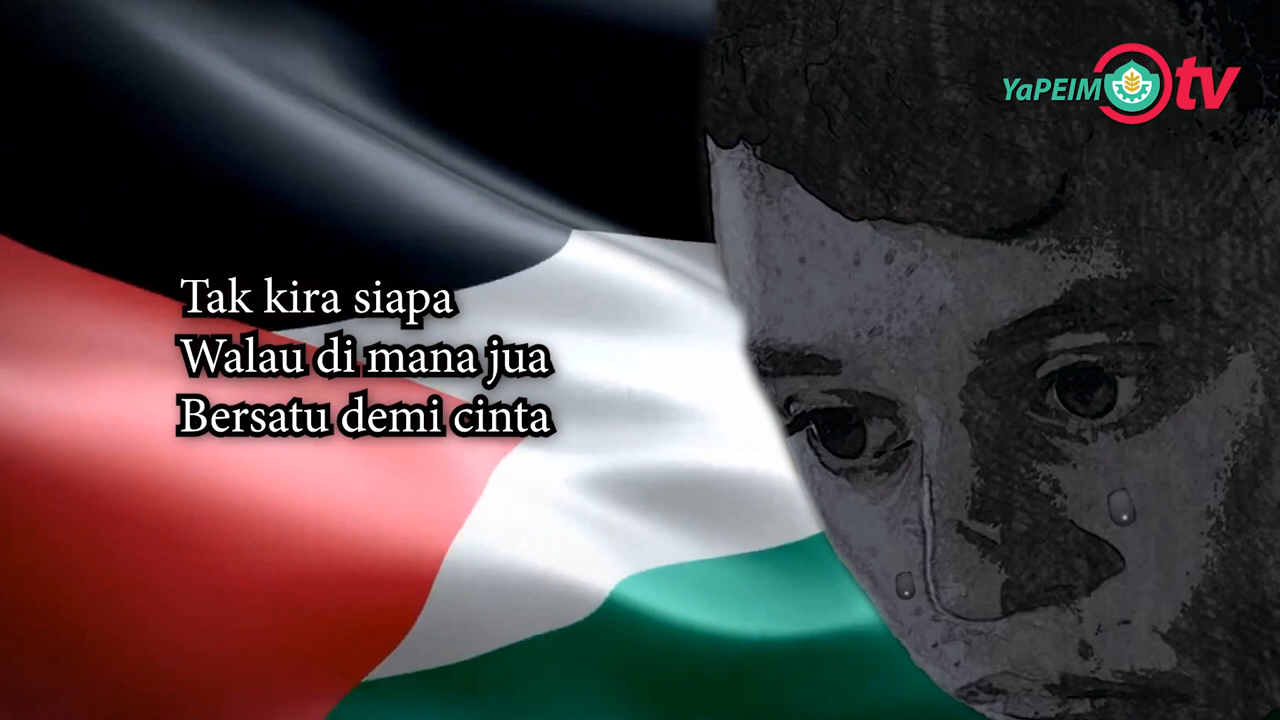 YaPEIM tv
Tak kira siapa
Walau di mana jua
Bersatu demi cinta